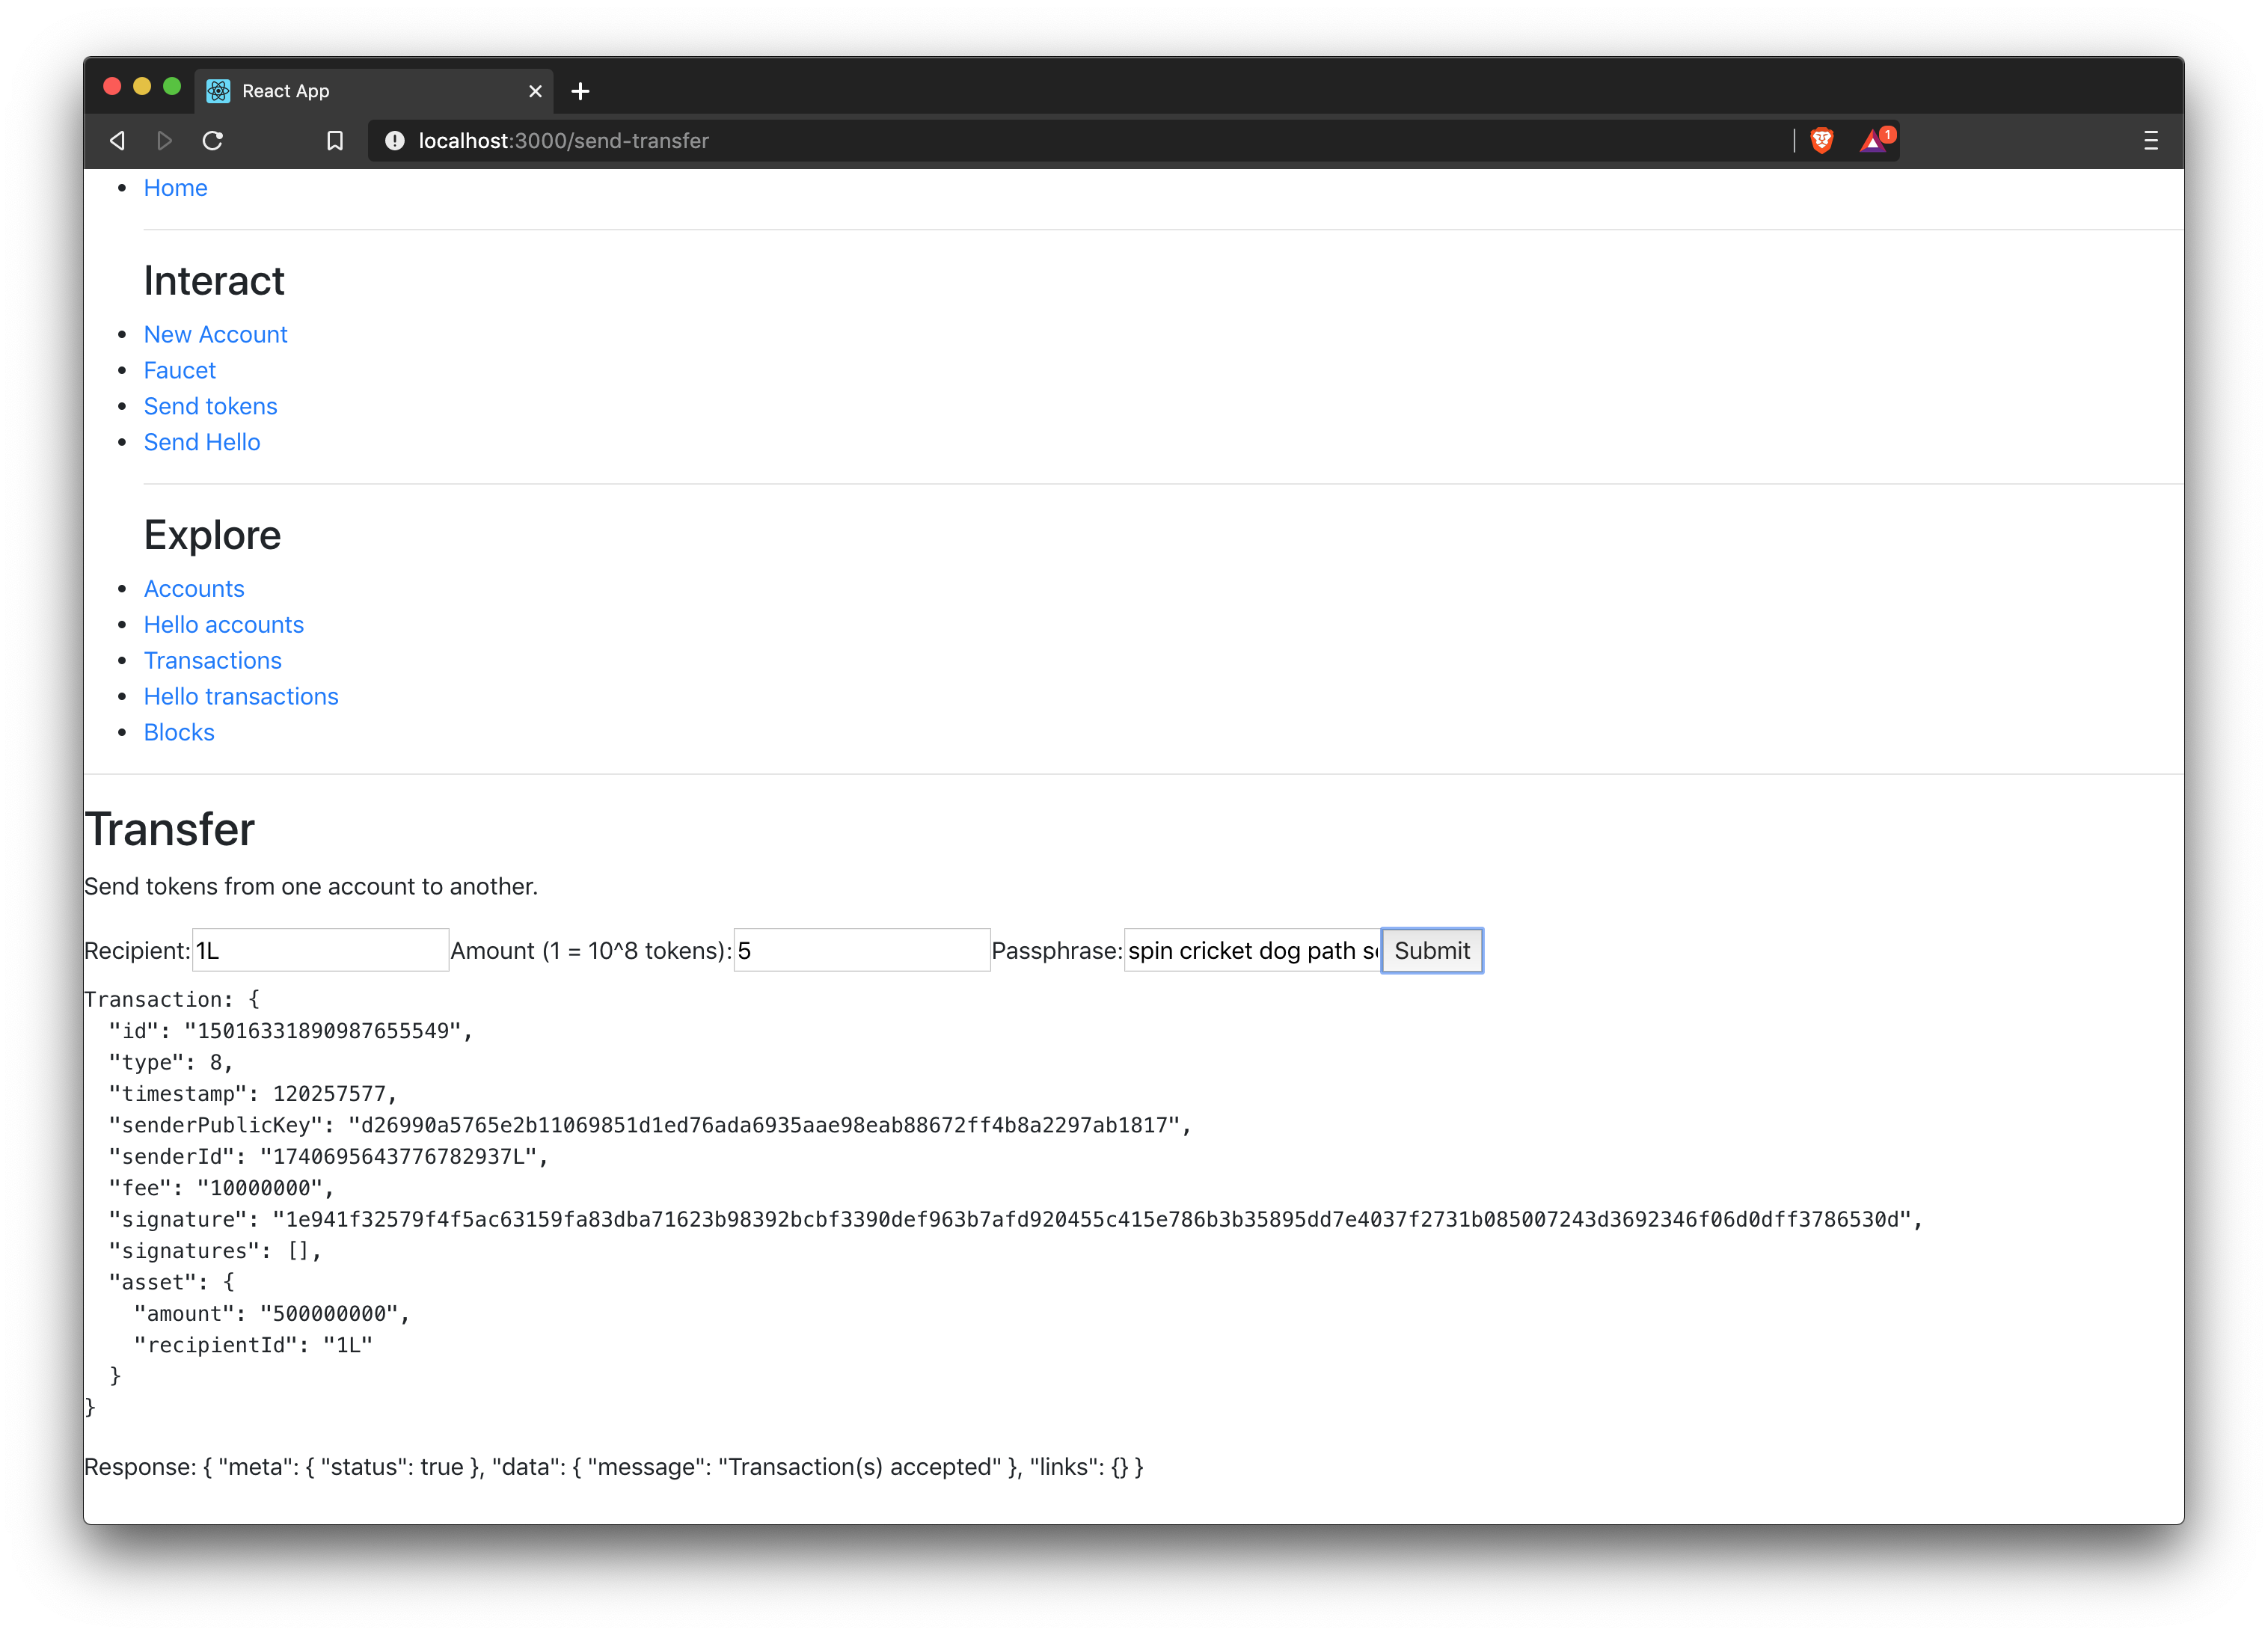 React App
1
localhost:3000/send-transfer
Home
Interact
New Account
Faucet
Send tokens
Send Hello
Explore
Accounts
Hello accounts
Transactions
Hello transactions
Blocks
Transfer
Send tokens from one account to another.
Recipient: 1L Amount (1 = 10^8 tokens): 5 Passphrase: spin cricket dog path Submit
Transaction: {
"id": "15016331890987655549",
"type": 8,
"timestamp": 120257577,
"senderPublicKey": "d26990a5765e2b11069851d1ed76ada6935aae98eab88672ff4b8a2297ab1817",
"senderId": "1740695643776782937L",
"fee": "10000000",
"signature": "1e941f32579f4f5ac63159fa83dba71623b98392bcbf3390def963b7afd920455c415e786b3b35895dd7e4037f2731b085007243d3692346f06d0dff3786530d",
"signatures": [],
"asset": {
"amount": "500000000",
"recipientId": "1L"
}
}
Response: { "meta": { "status": true }, "data": { "message": "Transaction(s) accepted" }, "links": {} }